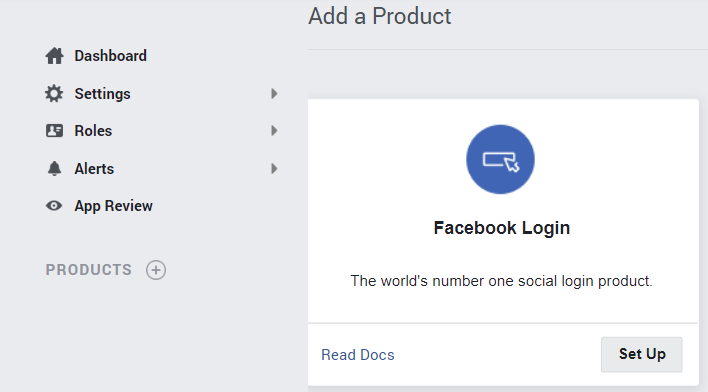 Add a Product
Dashboard
Settings
Roles
Alerts
App Review
PRODUCTS
Facebook Login
The world's number one social login product.
Read Docs
Set Up